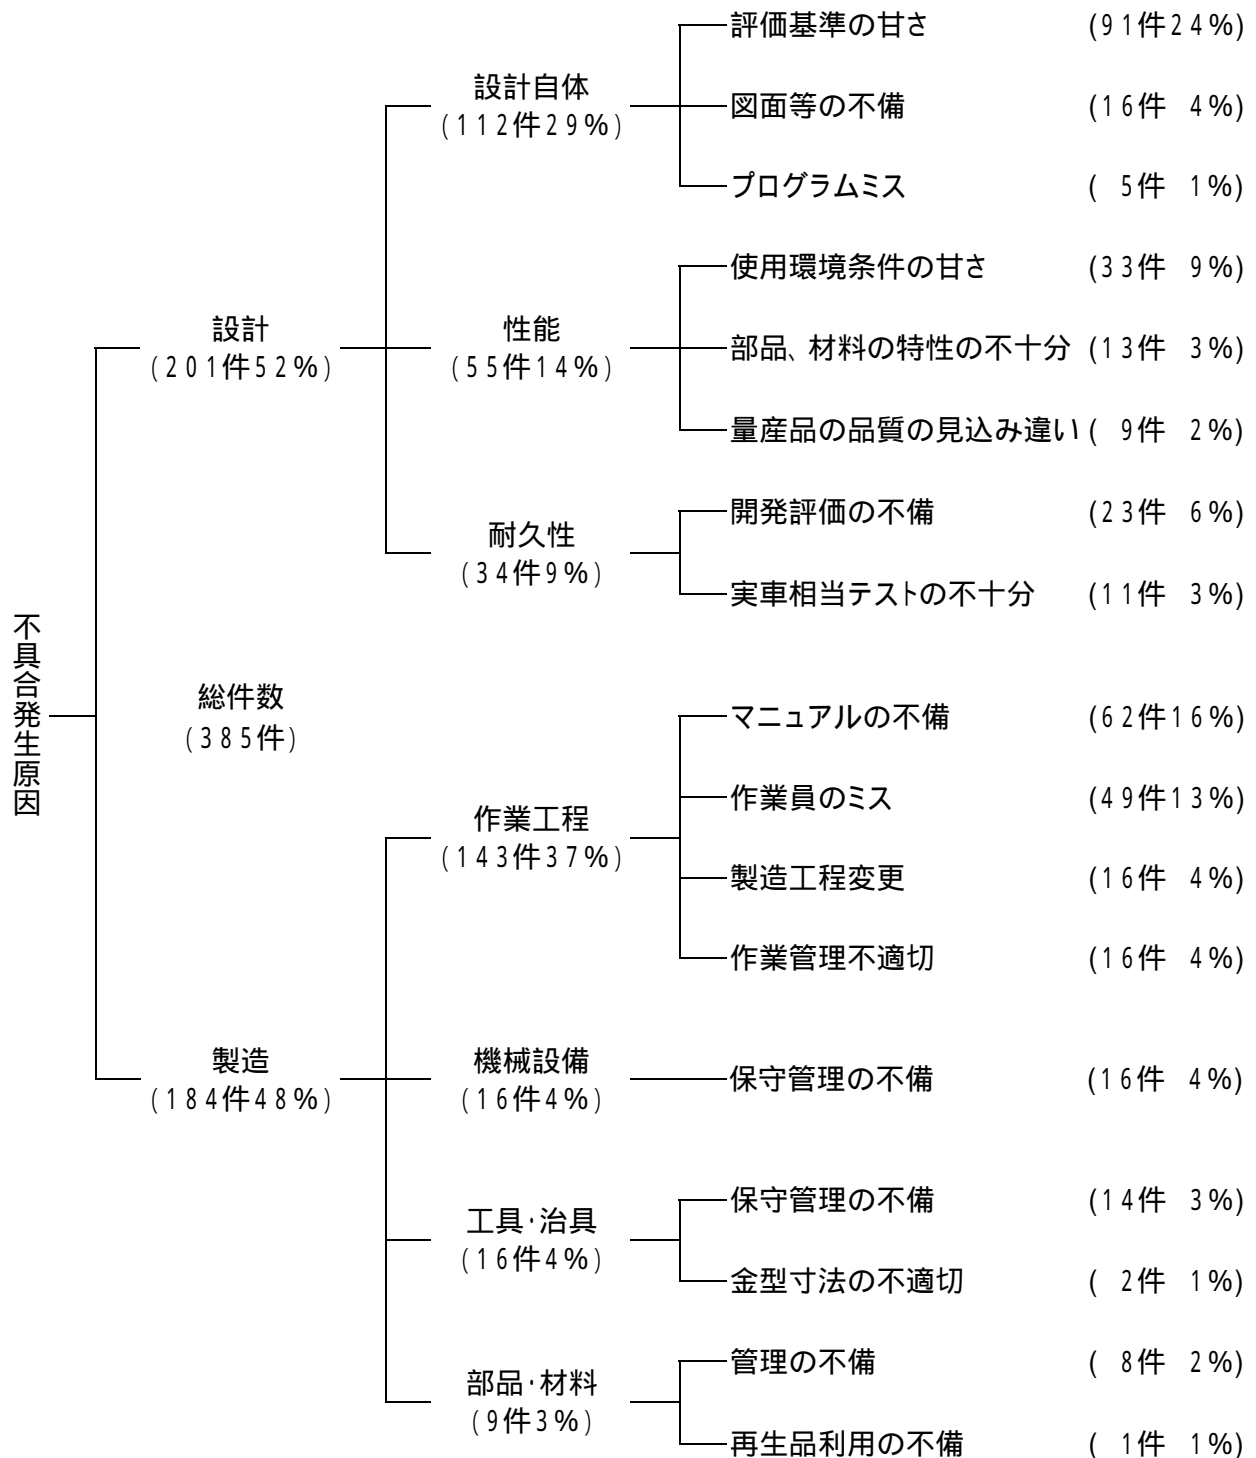 不具合発生原因
総件数
(385件)
設計
(201件52%)
設計自体
(112件29%)
評価基準の甘さ (91件24%)
図面等の不備 (16件 4%)
プログラムミス ( 5件 1%)
性能
(55件14%)
使用環境条件の甘さ (33件 9%)
部品、材料の特性の不十分 (13件 3%)
量産品の品質の見込み違い ( 9件 2%)
耐久性
(34件9%)
開発評価の不備 (23件 6%)
実車相当テストの不十分 (11件 3%)
製造
(184件48%)
作業工程
(143件37%)
マニュアルの不備 (62件16%)
作業員のミス (49件13%)
製造工程変更 (16件 4%)
作業管理不適切 (16件 4%)
機械設備
(16件4%)
保守管理の不備 (16件 4%)
工具・治具
(16件4%)
保守管理の不備 (14件 3%)
金型寸法の不適切 ( 2件 1%)
部品・材料
(9件3%)
管理の不備 ( 8件 2%)
再生品利用の不備 ( 1件 1%)